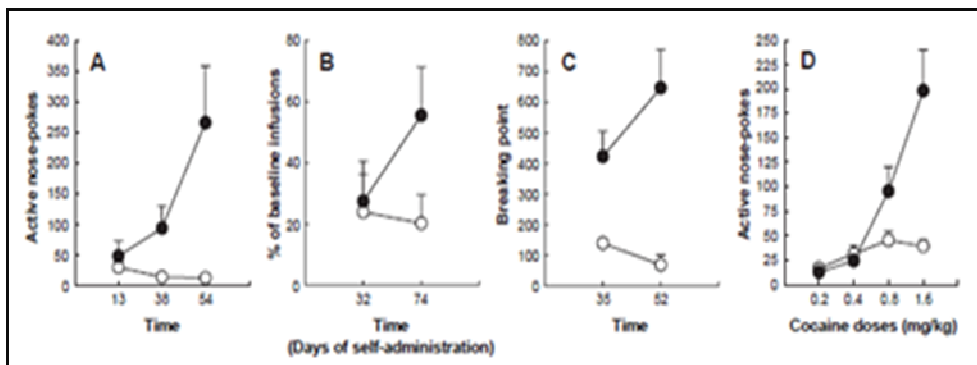 A
Active nose-pokes
400
350
300
250
200
150
100
50
0
13 38 54
Time
B
% of baseline infusions
80
60
40
20
0
32 74
Time
(Days of self-administration)
C
Breaking point
800
700
600
500
400
300
200
100
0
35 52
Time
D
Active nose-pokes
250
225
200
175
150
125
100
75
50
25
0
0.2 0.4 0.8 1.6
Cocaine doses (mg/kg)